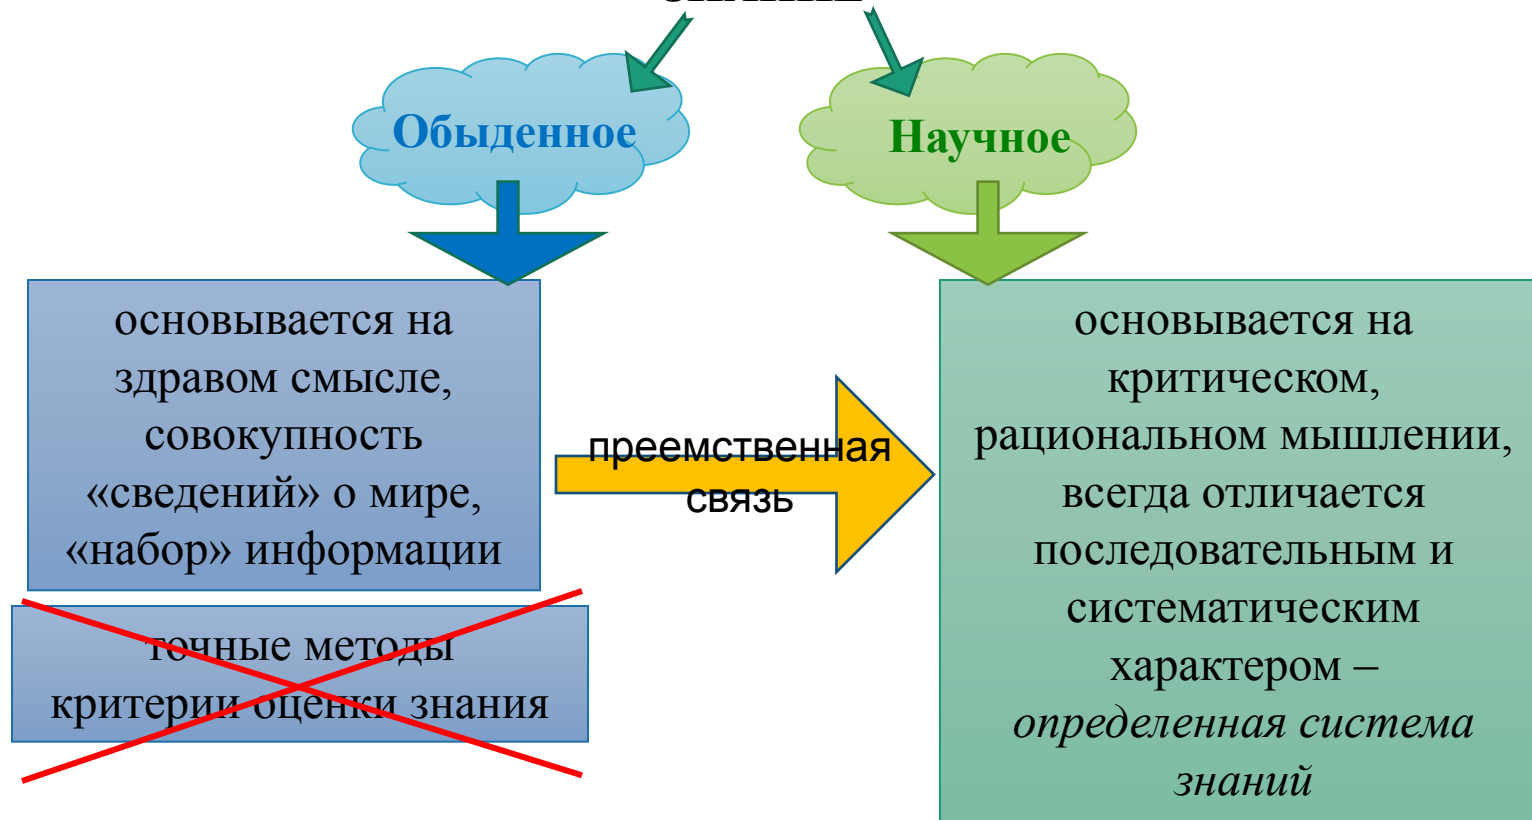 Обыденное
Научное
основывается на
здравом смысле,
совокупность
«сведений» о мире,
«набор» информации
точные методы
критерии оценки знания
преемственная
связь
основывается на
критическом,
рациональном мышлении,
всегда отличается
последовательным и
систематическим
характером –
определенная система
знаний